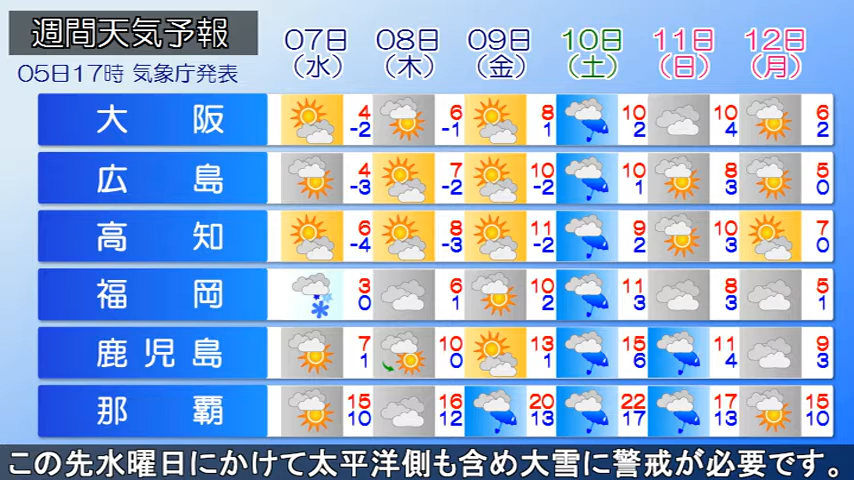 週間天気予報
05日17時 気象庁発表
07日 08日 09日 10日 11日 12日
(水) (木) (金) (土) (日) (月)
大阪 4 -2 6 -1 8 1 10 2 10 4 6 2
広島 4 -3 7 -2 10 -2 10 1 8 3 5 0
高知 6 -4 8 -3 11 -2 9 2 10 3 7 0
福岡 3 0 6 1 10 2 11 3 8 3 5 1
鹿児島 7 1 10 0 13 1 15 6 11 4 9 3
那覇 15 10 16 12 20 13 22 17 17 13 15 10
この先水曜日にかけて太平洋側も含め大雪に警戒が必要です。